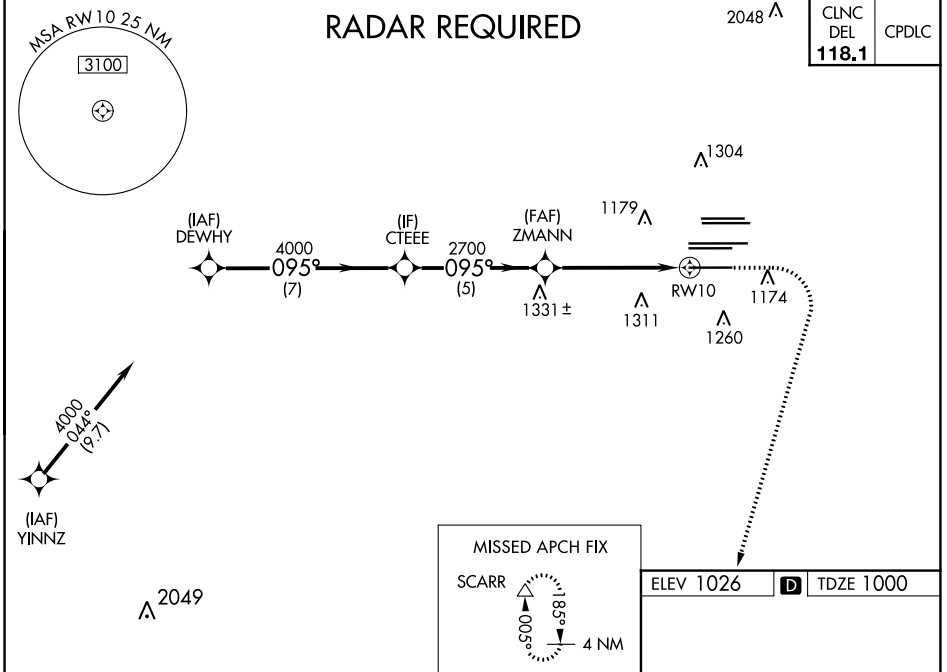 MSA RW10 25 NM
3100
RADAR REQUIRED
2048
CLNC
DEL
118.1
CPDLC
1304
(IAF)
DEWHY
4000
095°
(7)
(IF)
CTEEE
2700
095°
(5)
(FAF)
ZMANN
1331 ±
1179
1311
RW10
1260
1174
4000
044°
(9.7)
(IAF)
YINNZ
2049
MISSED APCH FIX
SCARR
185°
005°
4 NM
ELEV 1026
D
TDZE 1000